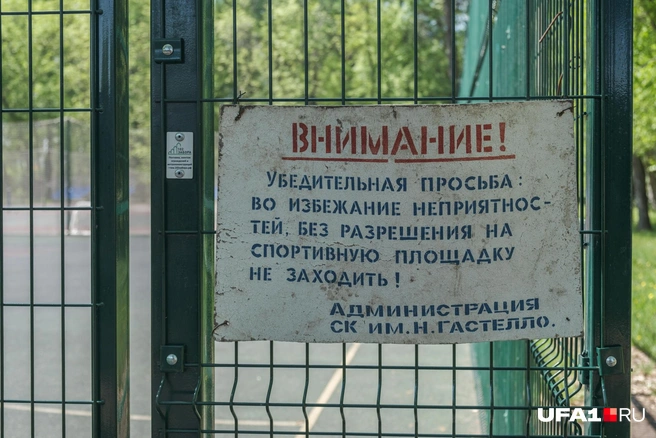 ВНИМАНИЕ!
УБЕДИТЕЛЬНАЯ ПРОСЬБА:
ВО ИЗБЕЖАНИЕ НЕПРИЯТНОС-
ТЕЙ, БЕЗ РАЗРЕШЕНИЯ НА
СПОРТИВНУЮ ПЛОЩАДКУ
НЕ ЗАХОДИТЬ!
АДМИНИСТРАЦИЯ
СК ИМ. Н. ГАСТЕЛЛО.
UFA1 RU